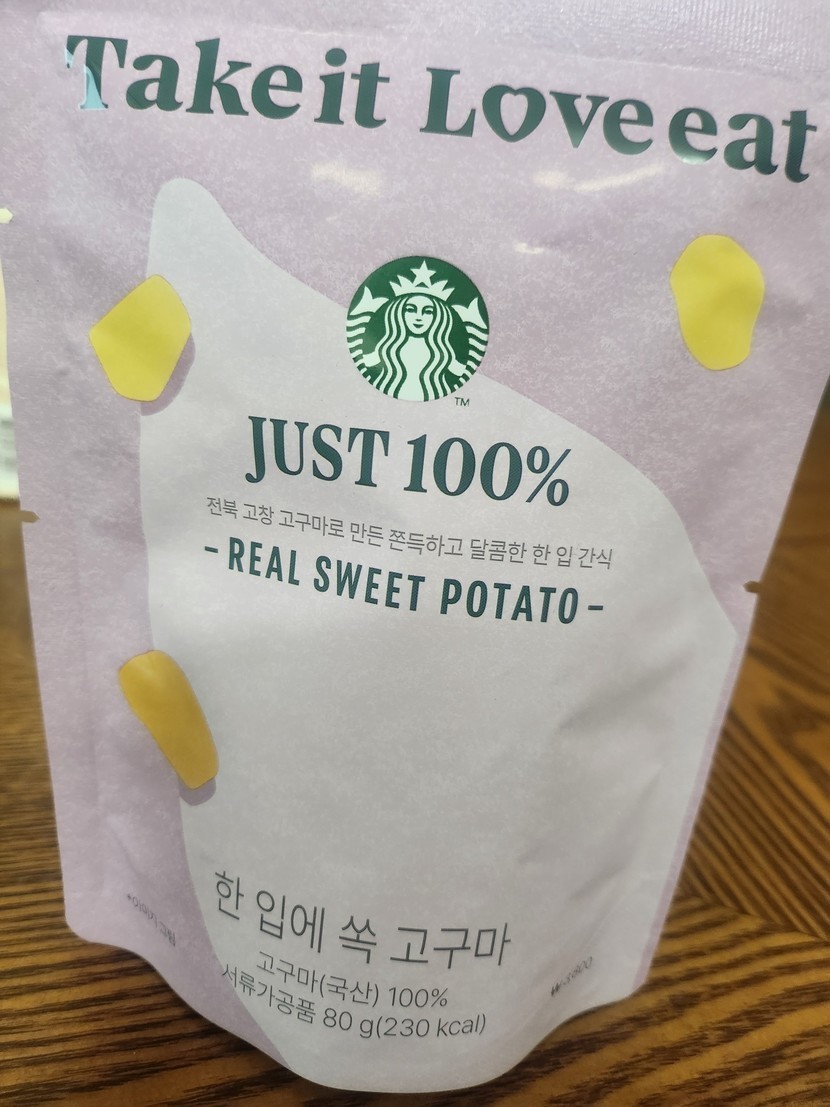 Take it Love eat
TM
JUST 100%
전북 고창 고구마로 만든 쫀득하고 달콤한 한 입 간식
- REAL SWEET POTATO -
한 입에 쏙 고구마
고구마(국산) 100%
서류가공품 80 g(230 kcal)